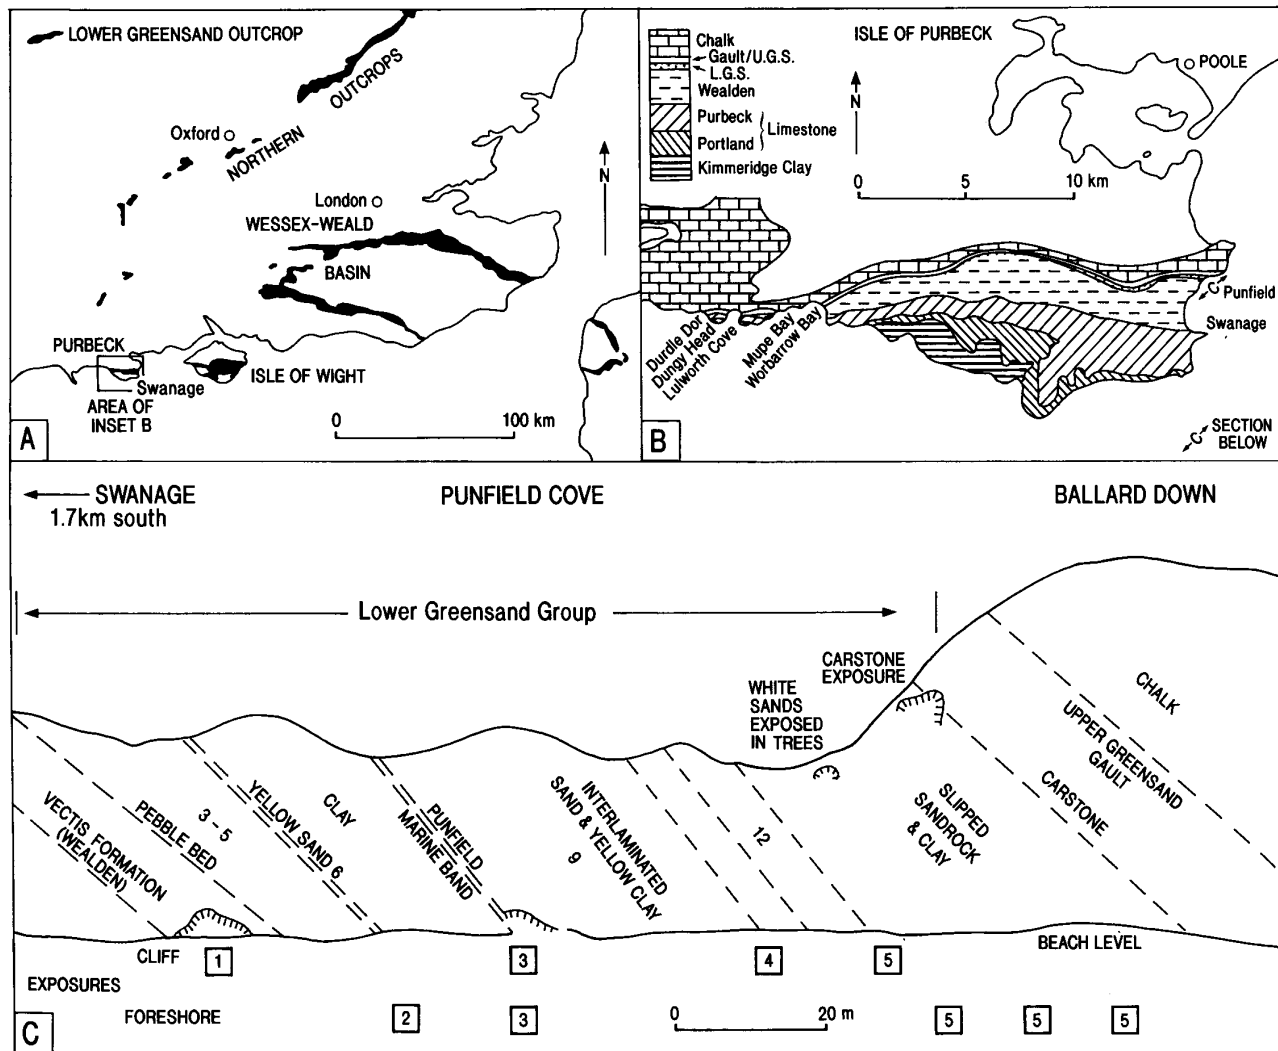 LOWER GREENSAND OUTCROP
OUTCROPS
NORTHERN
Oxford
London
WESSEX-WEALD
BASIN
N
PURBECK
Swanage
AREA OF
INSET B
ISLE OF WIGHT
0 100 km
A
Chalk
Gault/U.G.S.
L.G.S.
Wealden
Purbeck
Limestone
Portland
Kimmeridge Clay
ISLE OF PURBECK
N
POOLE
0 5 10 km
Durdle Dor
Dungy Head
Lulworth Cove
Mupe Bay
Worbarrow Bay
C
Punfield
Swanage
C SECTION
BELOW
B
SWANAGE
1.7km south
PUNFIELD COVE
BALLARD DOWN
Lower Greensand Group
CARSTONE
EXPOSURE
WHITE
SANDS
EXPOSED
IN TREES
VECTIS FORMATION
(WEALDEN)
PEBBLE BED
3 - 5
YELLOW SAND 6
CLAY
PUNFIELD
MARINE BAND
9
INTERLAMINATED
SAND & YELLOW CLAY
12
SLIPPED
SANDROCK
& CLAY
CARSTONE
GAULT
UPPER GREENSAND
CHALK
BEACH LEVEL
CLIFF 1 3 4 5
EXPOSURES
FORESHORE 2 3 5 5 5
0 20 m
C